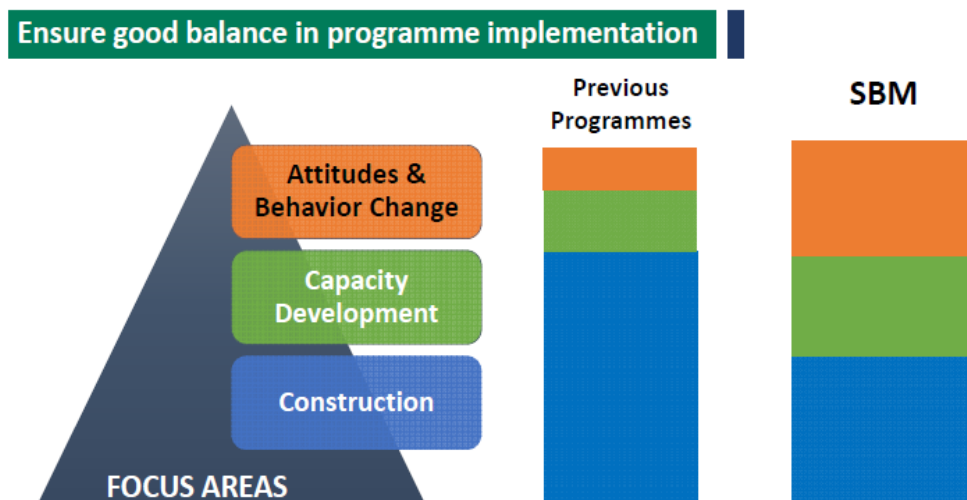 Ensure good balance in programme implementation
Previous
Programmes
SBM
Attitudes &
Behavior Change
Capacity
Development
Construction
FOCUS AREAS